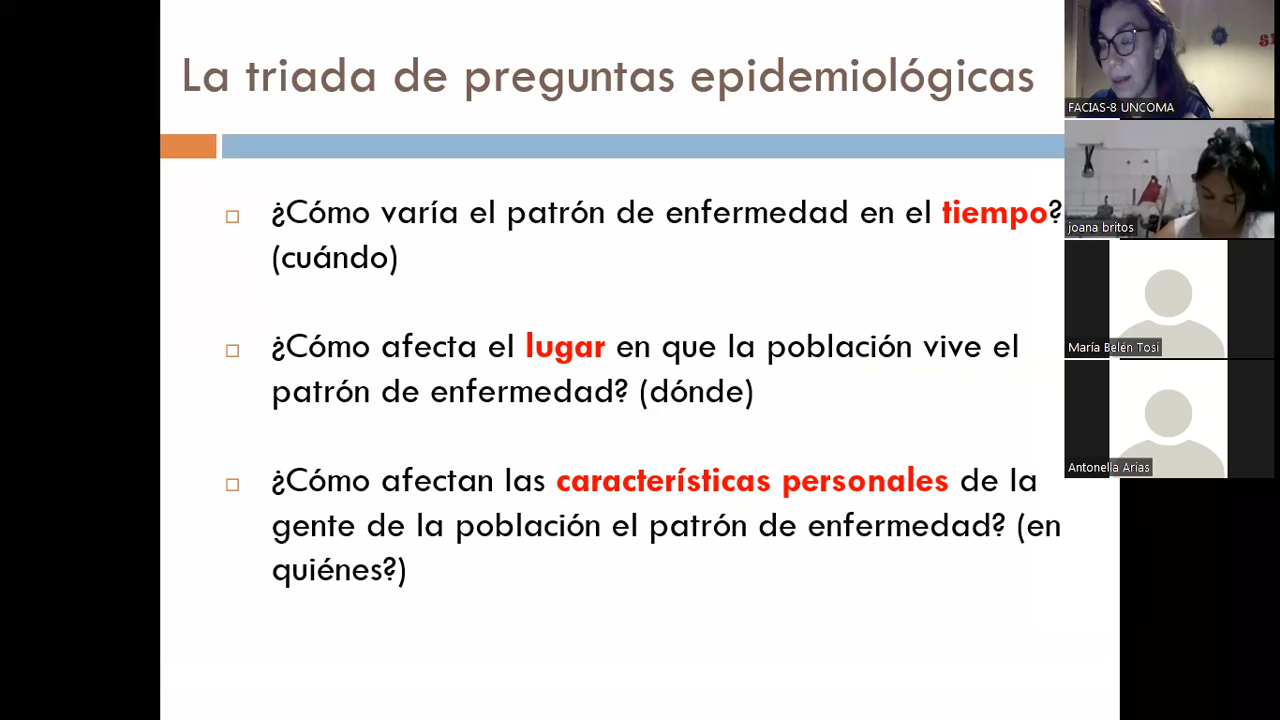 La triada de preguntas epidemiológicas
¿Cómo varía el patrón de enfermedad en el tiempo?
(cuándo)
¿Cómo afecta el lugar en que la población vive el
patrón de enfermedad? (dónde)
¿Cómo afectan las características personales de la
gente de la población el patrón de enfermedad? (en
quiénes?)
FACIAS-8 UNCOMA
joana britos
María Belén Tosi
Antonella Arias